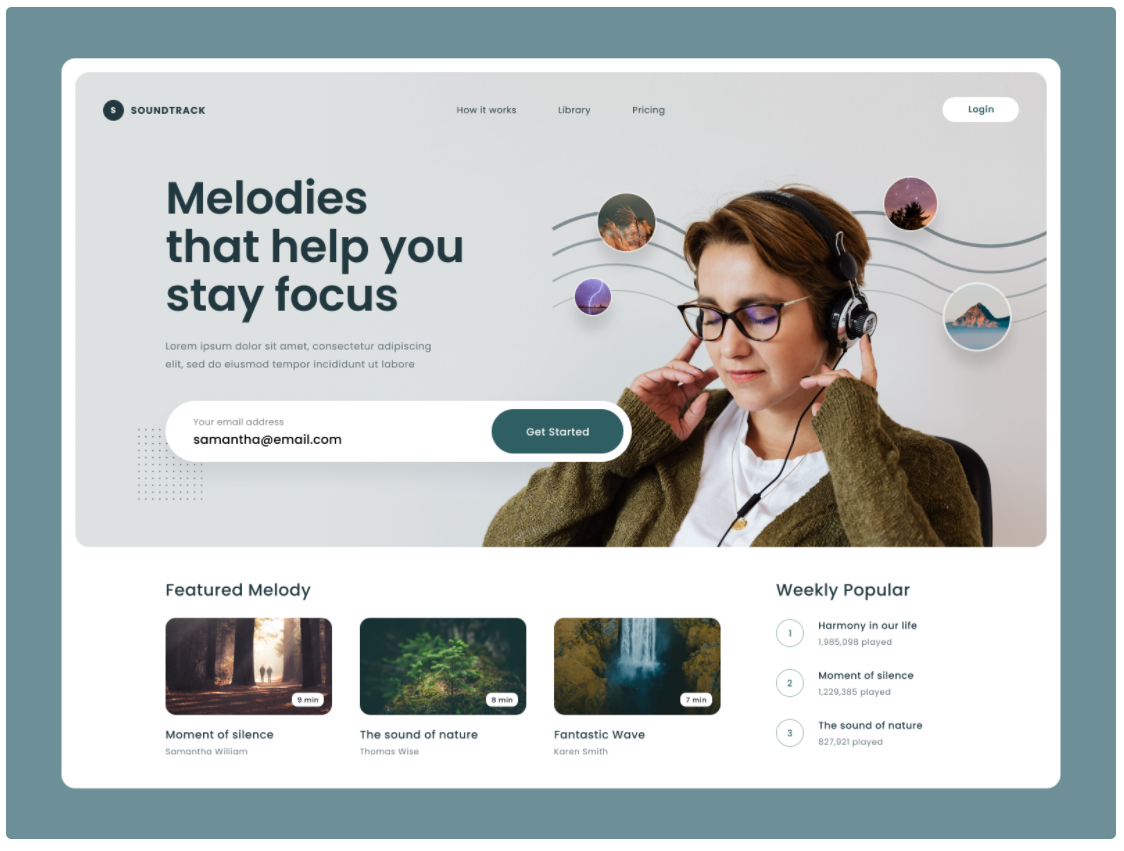 S SOUNDTRACK
How it works
Library
Pricing
Login
Melodies
that help you
stay focus
Lorem ipsum dolor sit amet, consectetur adipiscing
elit, sed do eiusmod tempor incididunt ut labore
Your email address
samantha@email.com
Get Started
Featured Melody
9 min
Moment of silence
Samantha William
8 min
The sound of nature
Thomas Wise
7 min
Fantastic Wave
Karen Smith
Weekly Popular
1
Harmony in our life
1,985,098 played
2
Moment of silence
1,229,385 played
3
The sound of nature
827,921 played